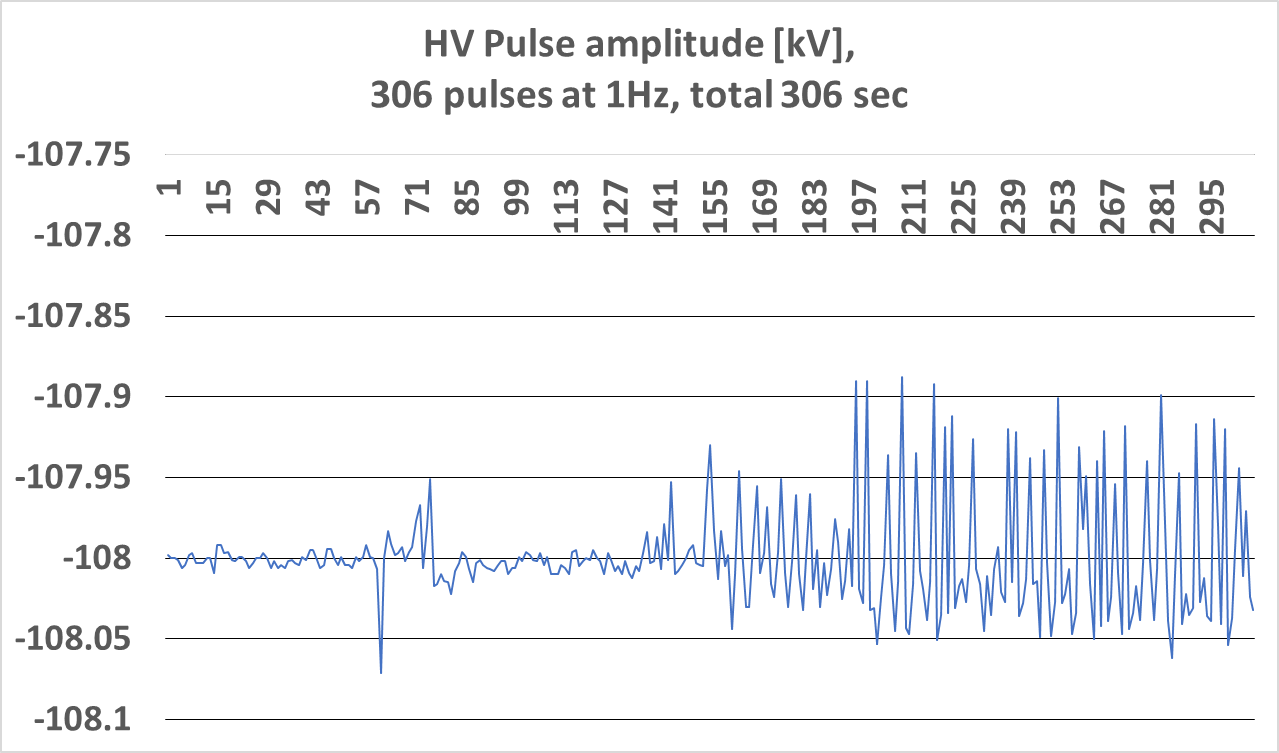 HV Pulse amplitude [kV],
306 pulses at 1Hz, total 306 sec
-107.75
1 15 29 43 57 71 85 99 113 127 141 155 169 183 197 211 225 239 253 267 281 295
-107.8
-107.85
-107.9
-107.95
-108
-108.05
-108.1